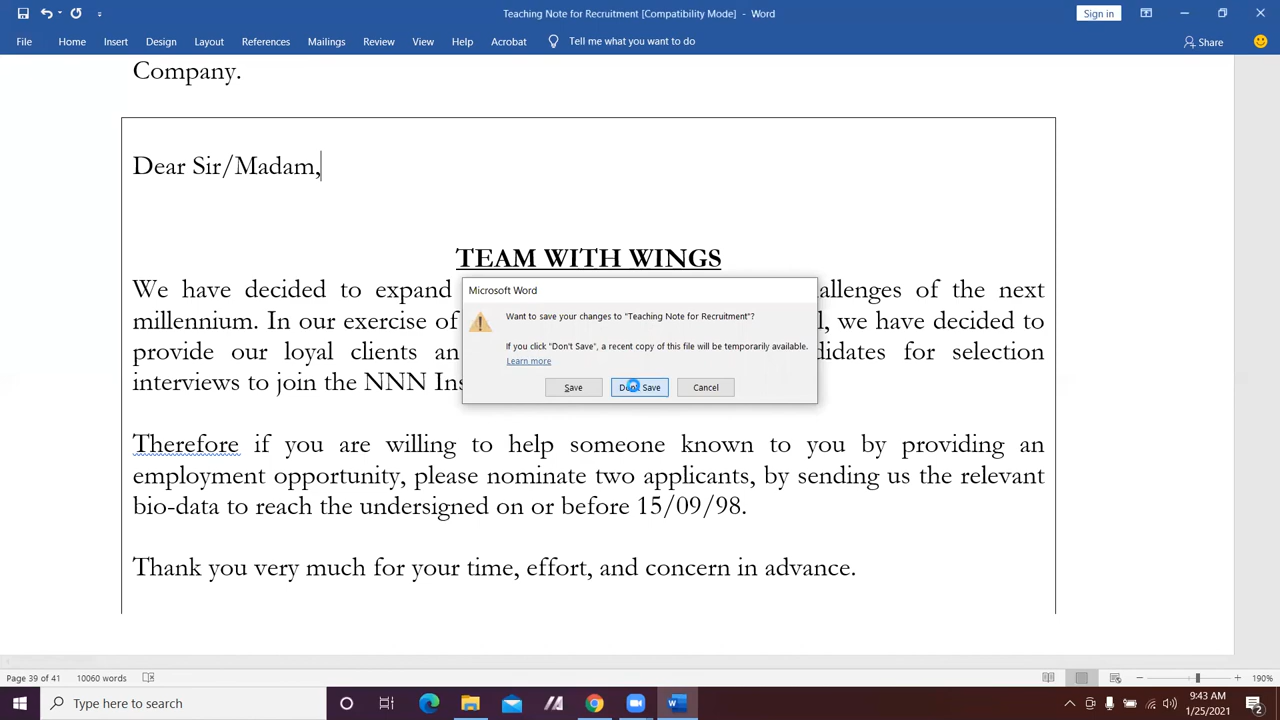 Teaching Note for Recruitment [Compatibility Mode] - Word
Sign in
File Home Insert Design Layout References Mailings Review View Help Acrobat Tell me what you want to do Share
Company.
Dear Sir/Madam,
TEAM WITH WINGS
We have decided to expand allenges of the next
millennium. In our exercise of l, we have decided to
provide our loyal clients an didates for selection
interviews to join the NNN Ins
Microsoft Word
Want to save your changes to "Teaching Note for Recruitment"?
If you click "Don't Save", a recent copy of this file will be temporarily available.
Learn more
Save Don't Save Cancel
Therefore if you are willing to help someone known to you by providing an
employment opportunity, please nominate two applicants, by sending us the relevant
bio-data to reach the undersigned on or before 15/09/98.
Thank you very much for your time, effort, and concern in advance.
Page 39 of 41 10060 words 190%
Type here to search
9:43 AM
1/25/2021
2